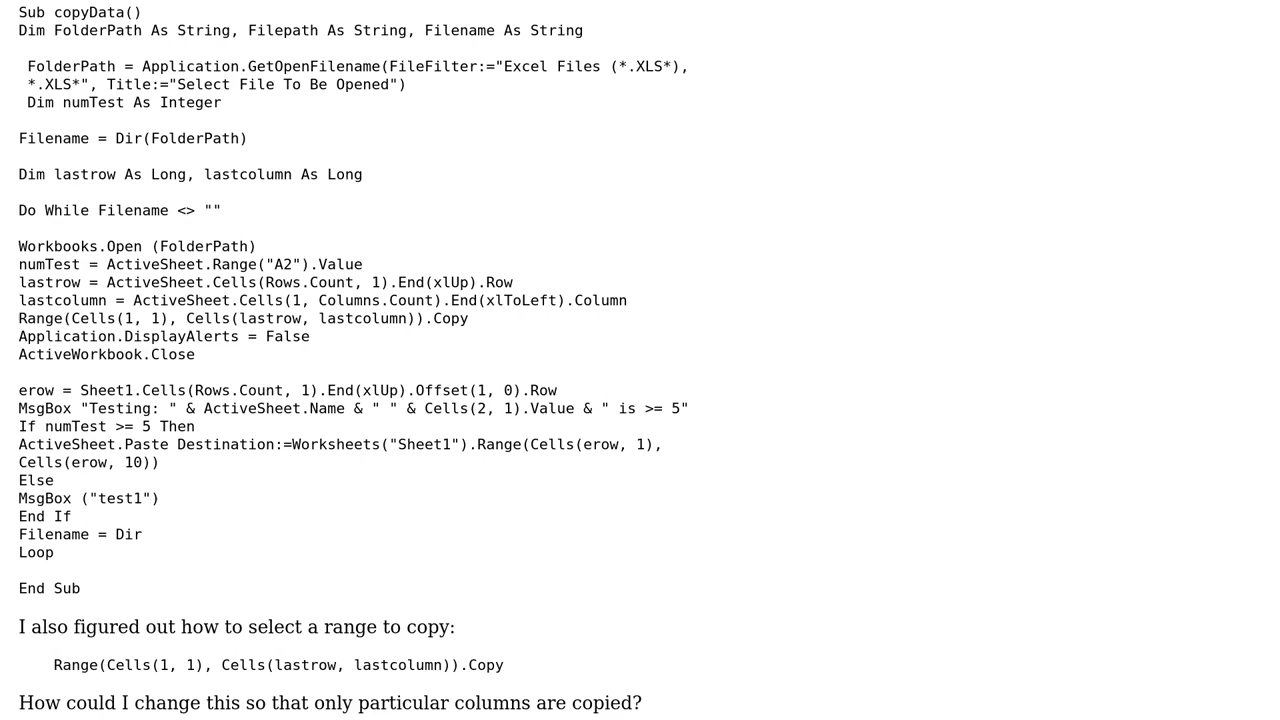 Sub copyData()
Dim FolderPath As String, Filepath As String, Filename As String
FolderPath = Application.GetOpenFilename(FileFilter:="Excel Files (*.XLS*),
*.XLS*", Title:="Select File To Be Opened")
Dim numTest As Integer
Filename = Dir(FolderPath)
Dim lastrow As Long, lastcolumn As Long
Do While Filename <> ""
Workbooks.Open (FolderPath)
numTest = ActiveSheet.Range("A2").Value
lastrow = ActiveSheet.Cells(Rows.Count, 1).End(xlUp).Row
lastcolumn = ActiveSheet.Cells(1, Columns.Count).End(xlToLeft).Column
Range(Cells(1, 1), Cells(lastrow, lastcolumn)).Copy
Application.DisplayAlerts = False
ActiveWorkbook.Close
erow = Sheet1.Cells(Rows.Count, 1).End(xlUp).Offset(1, 0).Row
MsgBox "Testing: " & ActiveSheet.Name & " " & Cells(2, 1).Value & " is >= 5"
If numTest >= 5 Then
ActiveSheet.Paste Destination:=Worksheets("Sheet1").Range(Cells(erow, 1),
Cells(erow, 10))
Else
MsgBox ("test1")
End If
Filename = Dir
Loop
End Sub
I also figured out how to select a range to copy:
Range(Cells(1, 1), Cells(lastrow, lastcolumn)).Copy
How could I change this so that only particular columns are copied?